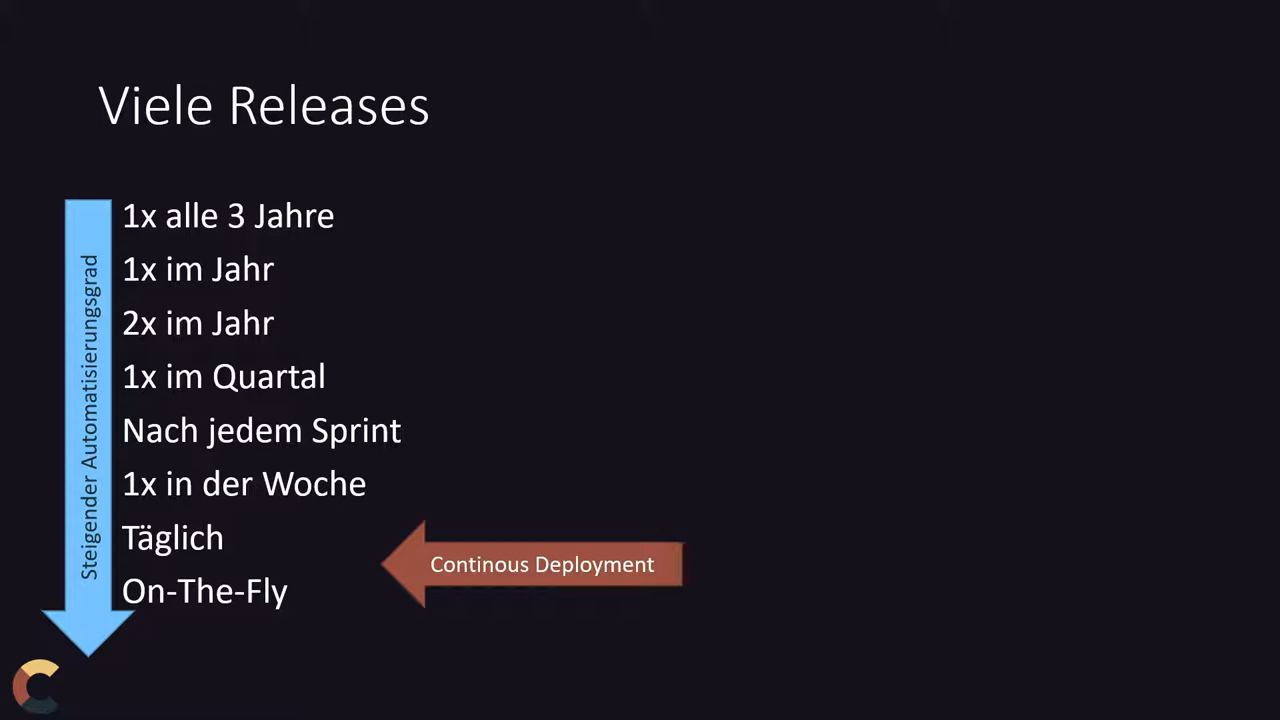 Viele Releases
Steigender Automatisierungsgrad
1x alle 3 Jahre
1x im Jahr
2x im Jahr
1x im Quartal
Nach jedem Sprint
1x in der Woche
Täglich
On-The-Fly
Continous Deployment